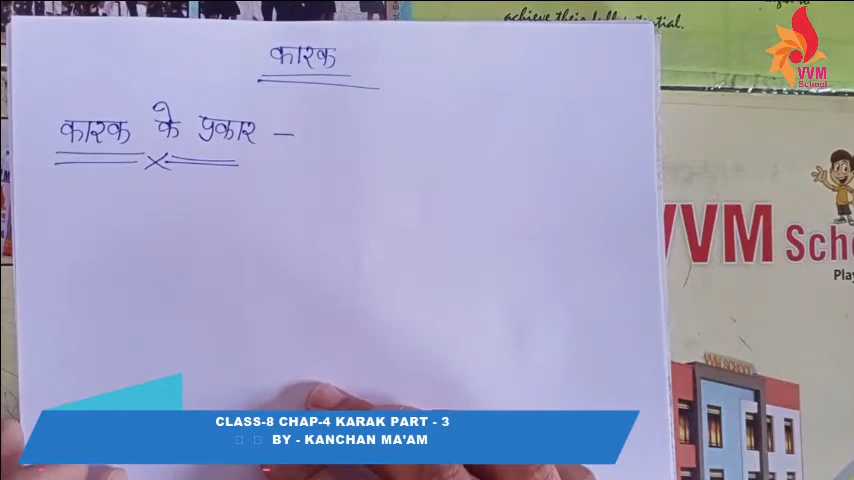 achieve their full potential.
VVM
School
कारक
कारक के प्रकार -
VVM
Play
CLASS-8 CHAP-4 KARAK PART - 3
BY - KANCHAN MA'AM